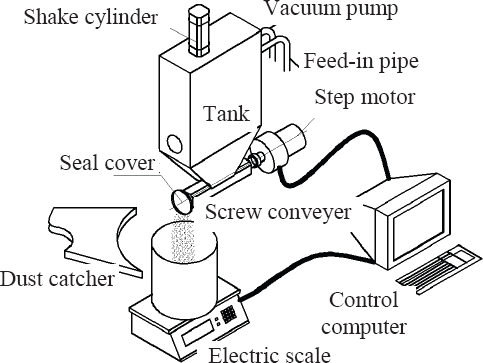 Shake cylinder
Vacuum pump
Feed-in pipe
Step motor
Tank
Seal cover
Screw conveyer
Dust catcher
Control
computer
Electric scale